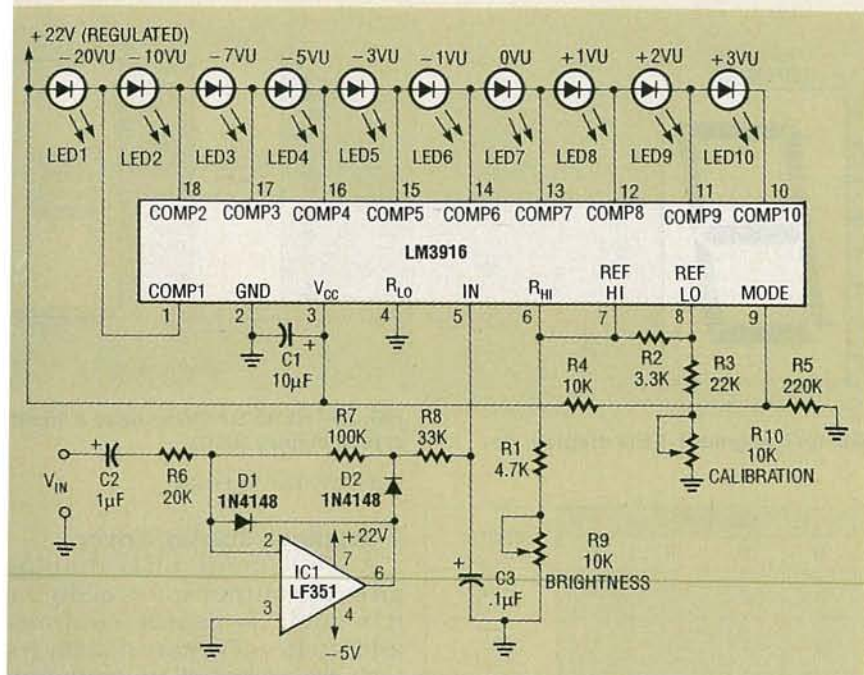 +22V (REGULATED)
−20VU −10VU −7VU −5VU −3VU −1VU 0VU +1VU +2VU +3VU
LED1 LED2 LED3 LED4 LED5 LED6 LED7 LED8 LED9 LED10
18 17 16 15 14 13 12 11 10
COMP2 COMP3 COMP4 COMP5 COMP6 COMP7 COMP8 COMP9 COMP10
LM3916
COMP1 GND VCC RLO IN RHI REF HI REF LO MODE
1 2 3 4 5 6 7 8 9
C1
10µF
+
R2
3.3K
R3
22K
R4
10K
R5
220K
R7
100K
R8
33K
R1
4.7K
R10
10K
CALIBRATION
VIN
+
C2
1µF
R6
20K
D1
1N4148
D2
1N4148
R9
10K
BRIGHTNESS
+
C3
.1µF
2
3
IC1
LF351
+22V
7
6
4
−5V